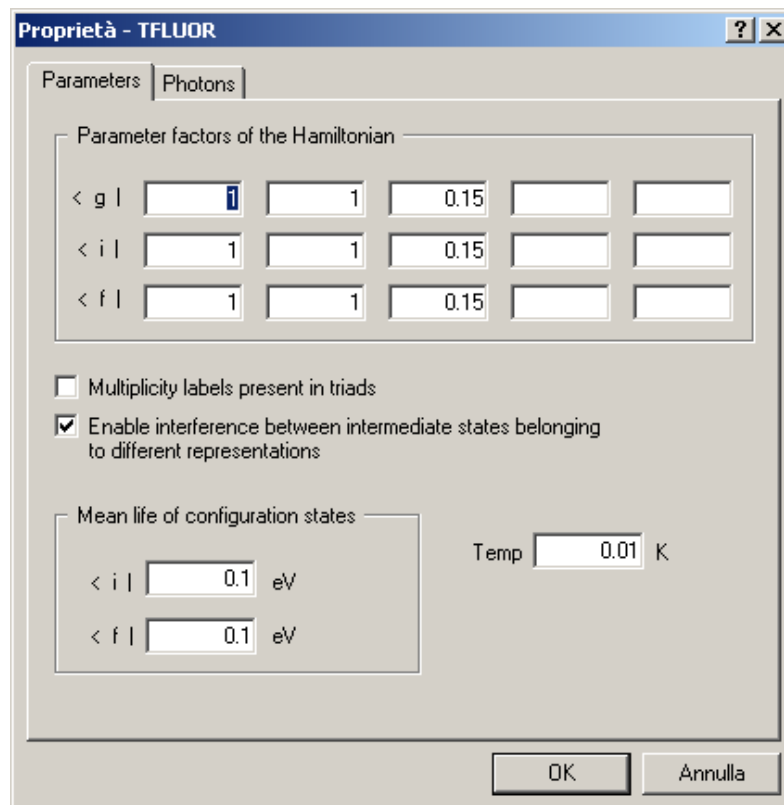 Proprietà - TFLUOR
Parameters Photons
Parameter factors of the Hamiltonian
< g | 1 1 0.15
< i | 1 1 0.15
< f | 1 1 0.15
Multiplicity labels present in triads
Enable interference between intermediate states belonging
to different representations
Mean life of configuration states
< i | 0.1 eV
< f | 0.1 eV
Temp 0.01 K
OK Annulla